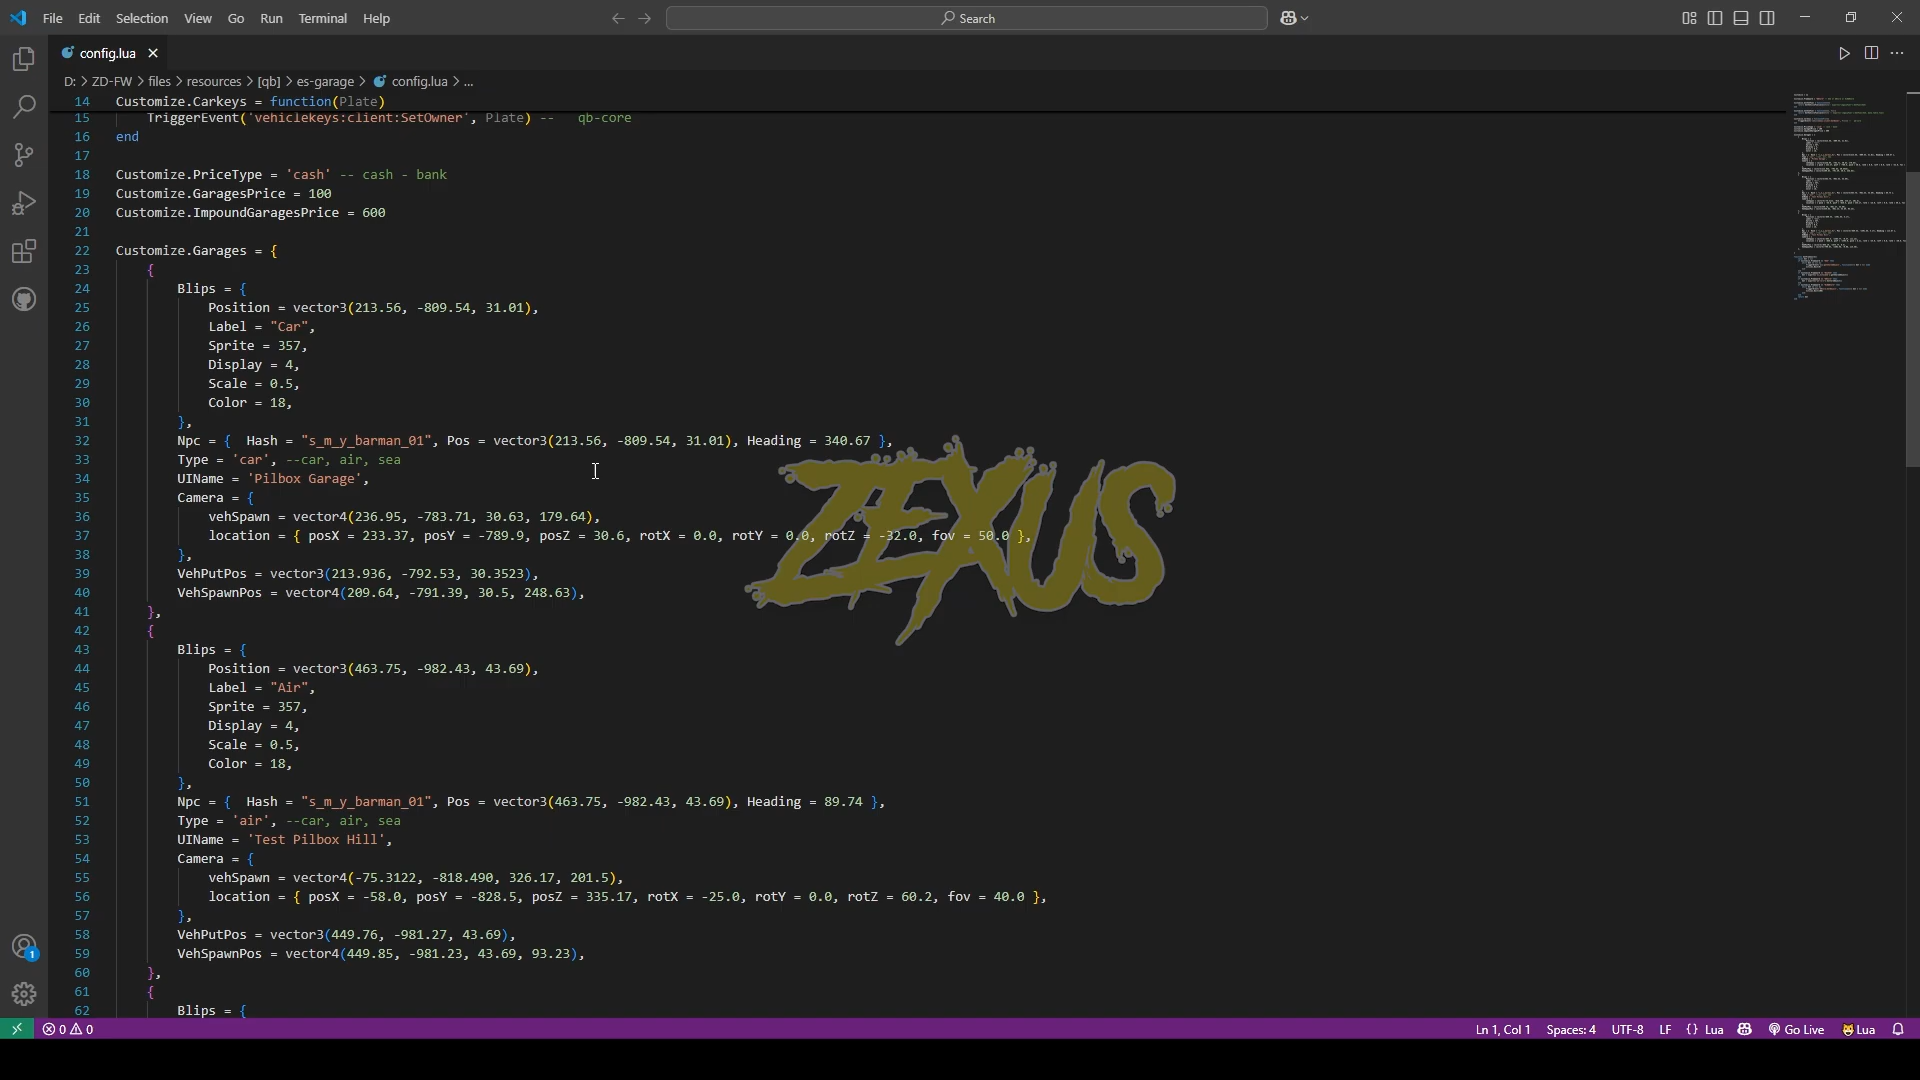 File Edit Selection View Go Run Terminal Help
Search
config.lua
D: > ZD-FW > files > resources > [qb] > es-garage > config.lua > ...
14 Customize.Carkeys = function(Plate)
15 TriggerEvent('vehiclekeys:client:SetOwner', Plate) -- qb-core
16 end
17
18 Customize.PriceType = 'cash' -- cash - bank
19 Customize.GaragesPrice = 100
20 Customize.ImpoundGaragesPrice = 600
21
22 Customize.Garages = {
23 {
24 Blips = {
25 Position = vector3(213.56, -809.54, 31.01),
26 Label = "Car",
27 Sprite = 357,
28 Display = 4,
29 Scale = 0.5,
30 Color = 18,
31 },
32 Npc = { Hash = "s_m_y_barman_01", Pos = vector3(213.56, -809.54, 31.01), Heading = 340.67 },
33 Type = 'car', --car, air, sea
34 UIName = 'Pilbox Garage',
35 Camera = {
36 vehSpawn = vector4(236.95, -783.71, 30.63, 179.64),
37 location = { posX = 233.37, posY = -789.9, posZ = 30.6, rotX = 0.0, rotY = 0.0, rotZ = -32.0, fov = 50.0 },
38 },
39 VehPutPos = vector3(213.936, -792.53, 30.3523),
40 VehSpawnPos = vector4(209.64, -791.39, 30.5, 248.63),
41 },
42 {
43 Blips = {
44 Position = vector3(463.75, -982.43, 43.69),
45 Label = "Air",
46 Sprite = 357,
47 Display = 4,
48 Scale = 0.5,
49 Color = 18,
50 },
51 Npc = { Hash = "s_m_y_barman_01", Pos = vector3(463.75, -982.43, 43.69), Heading = 89.74 },
52 Type = 'air', --car, air, sea
53 UIName = 'Test Pilbox Hill',
54 Camera = {
55 vehSpawn = vector4(-75.3122, -818.490, 326.17, 201.5),
56 location = { posX = -58.0, posY = -828.5, posZ = 335.17, rotX = -25.0, rotY = 0.0, rotZ = 60.2, fov = 40.0 },
57 },
58 VehPutPos = vector3(449.76, -981.27, 43.69),
59 VehSpawnPos = vector4(449.85, -981.23, 43.69, 93.23),
60 },
61 {
62 Blips = {
ZEXUS
1
0 0 Ln 1, Col 1 Spaces: 4 UTF-8 LF {} Lua Go Live Lua